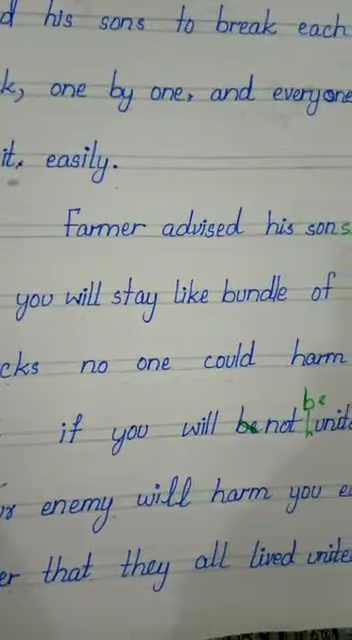 d his sons to break each
k, one by one, and everyone
it, easily.
Farmer advised his sons
you will stay like bundle of
cks no one could harm
be
if you will be not unite
enemy will harm you e
er that they all lived unite